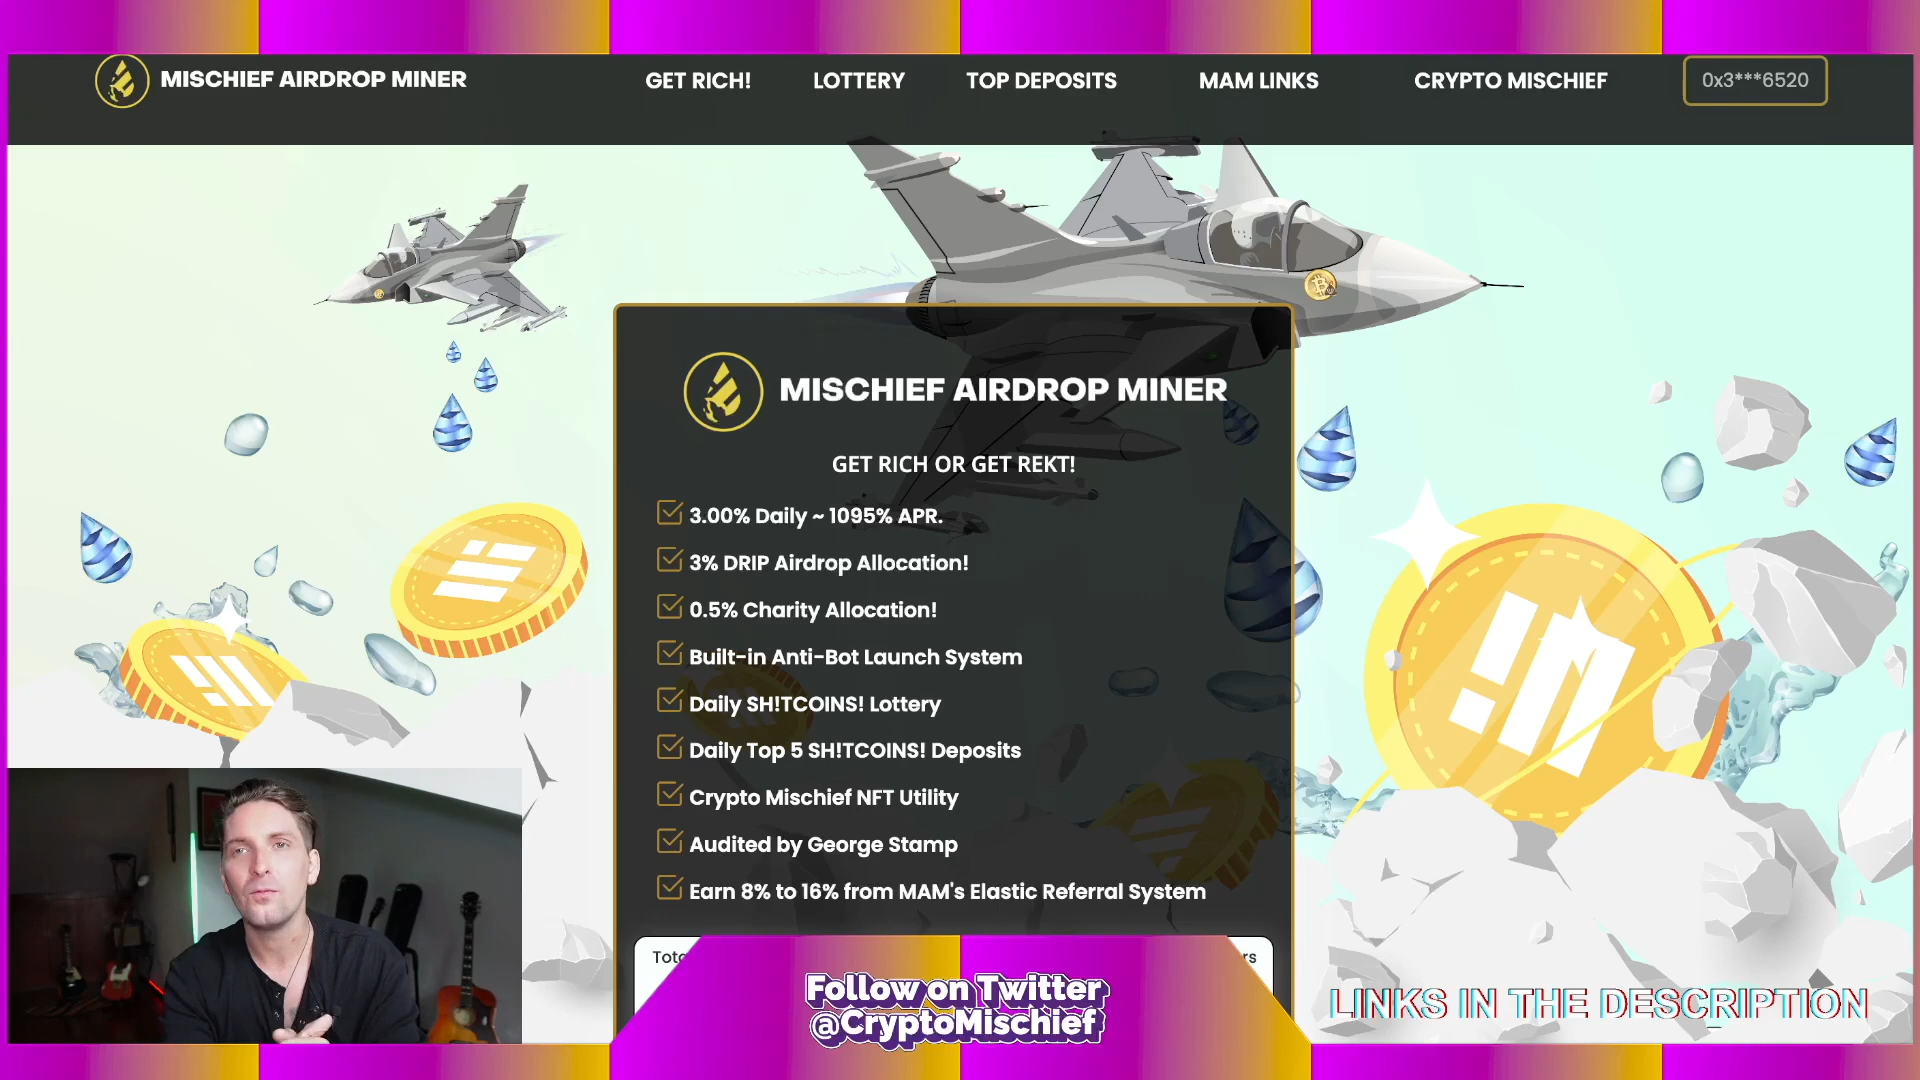 MISCHIEF AIRDROP MINER
GET RICH!
LOTTERY
TOP DEPOSITS
MAM LINKS
CRYPTO MISCHIEF
0x3***6520
MISCHIEF AIRDROP MINER
GET RICH OR GET REKT!
3.00% Daily ~ 1095% APR.
3% DRIP Airdrop Allocation!
0.5% Charity Allocation!
Built-in Anti-Bot Launch System
Daily SH!TCOINS! Lottery
Daily Top 5 SH!TCOINS! Deposits
Crypto Mischief NFT Utility
Audited by George Stamp
Earn 8% to 16% from MAM's Elastic Referral System
Follow on Twitter
@CryptoMischief
LINKS IN THE DESCRIPTION